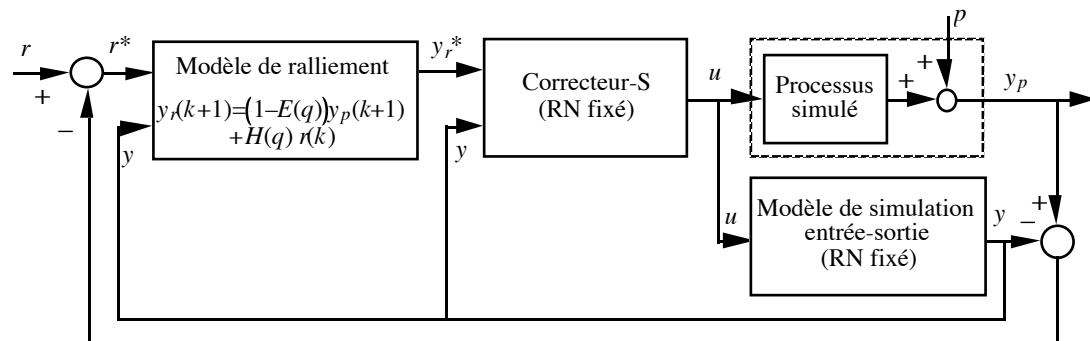 p
r
r*
y_r*
+
−
Modèle de ralliement
y_r(k+1)=(1–E(q))y_p(k+1)
+H(q) r(k)
y
Correcteur-S
(RN fixé)
y
u
Processus
simulé
+
+
y_p
u
Modèle de simulation
entrée-sortie
(RN fixé)
y
+
−